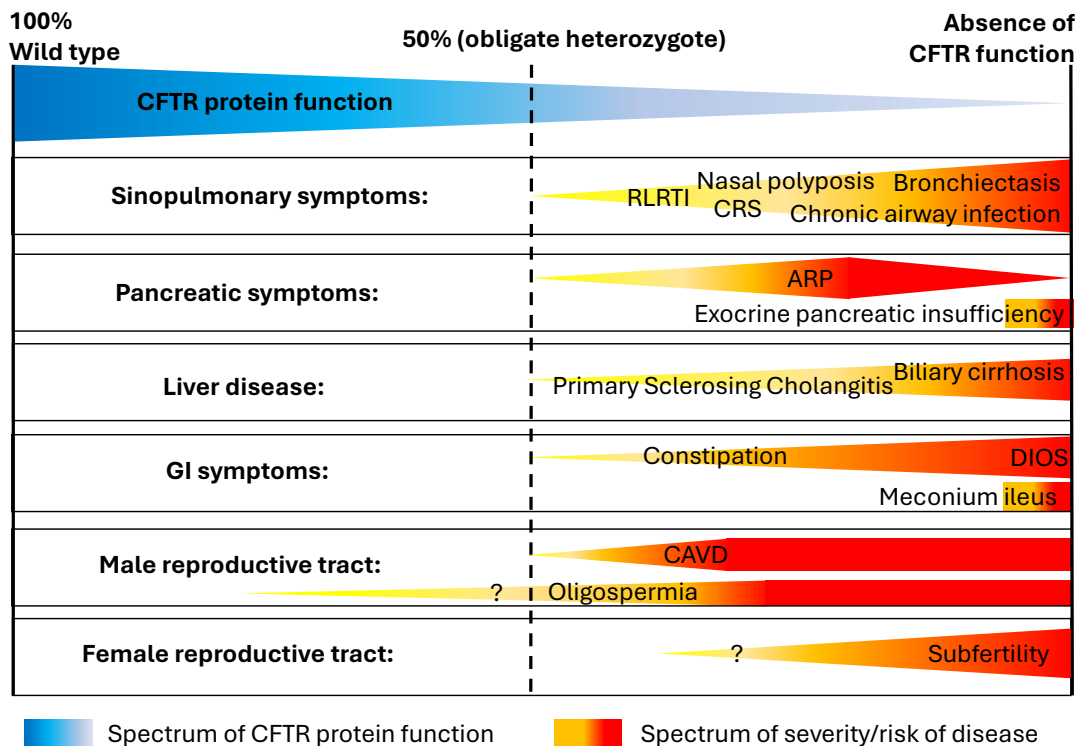 100%
Wild type
50% (obligate heterozygote)
Absence of
CFTR function
CFTR protein function
Sinopulmonary symptoms:
RLRTI
Nasal polyposis
CRS
Bronchiectasis
Chronic airway infection
Pancreatic symptoms:
ARP
Exocrine pancreatic insufficiency
Liver disease:
Primary Sclerosing Cholangitis
Biliary cirrhosis
GI symptoms:
Constipation
DIOS
Meconium ileus
Male reproductive tract:
CAVD
?
Oligospermia
Female reproductive tract:
?
Subfertility
Spectrum of CFTR protein function
Spectrum of severity/risk of disease